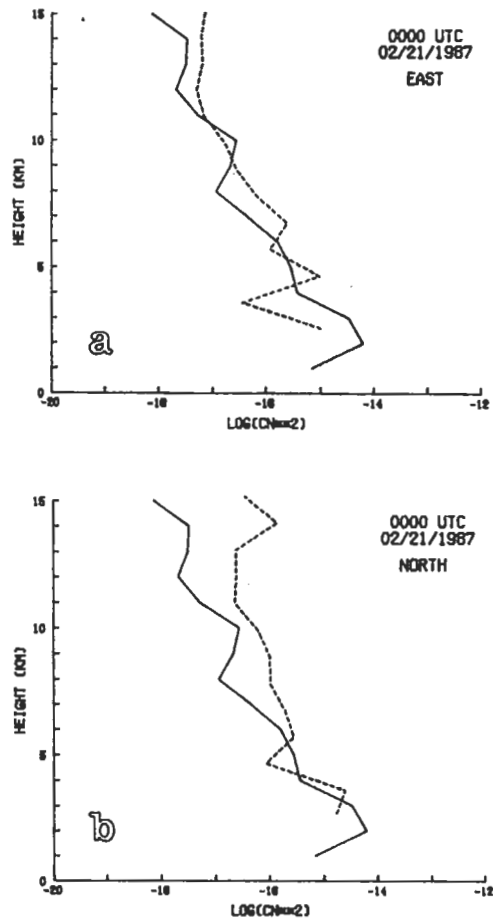 15
0000 UTC
02/21/1987
EAST
10
HEIGHT (KM)
5
a
0
-20
-18
-16
-14
-12
LOG(CN**2)
15
0000 UTC
02/21/1987
NORTH
10
HEIGHT (KM)
5
b
0
-20
-18
-16
-14
-12
LOG(CN**2)